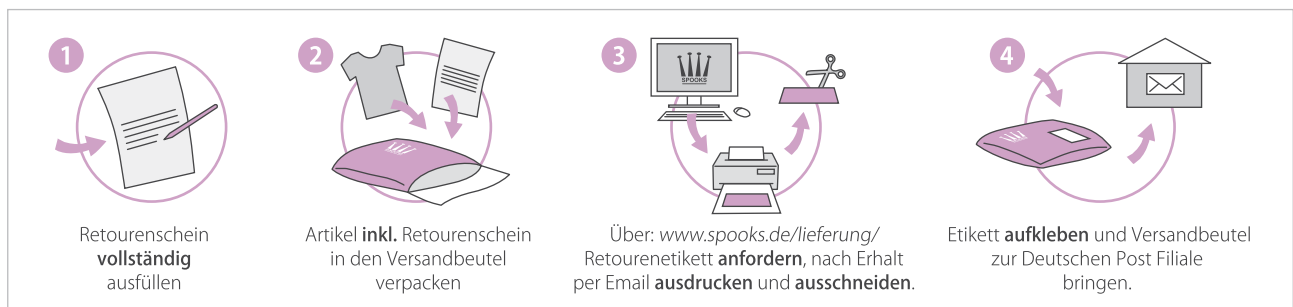 1
Retourenschein
vollständig
ausfüllen
2
Artikel inkl. Retourenschein
in den Versandbeutel
verpacken
3
SPOOKS
Über: www.spooks.de/lieferung/
Retourenetikett anfordern, nach Erhalt
per Email ausdrucken und ausschneiden.
4
Etikett aufkleben und Versandbeutel
zur Deutschen Post Filiale
bringen.